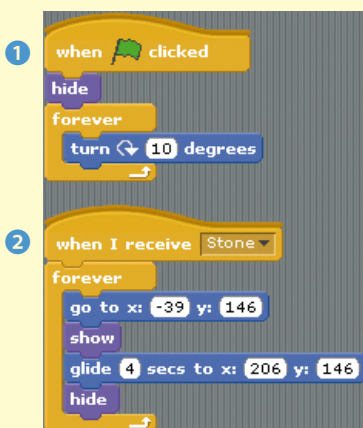 1
when clicked
hide
forever
turn 10 degrees
2
when I receive Stone
forever
go to x: -39 y: 146
show
glide 4 secs to x: 206 y: 146
hide